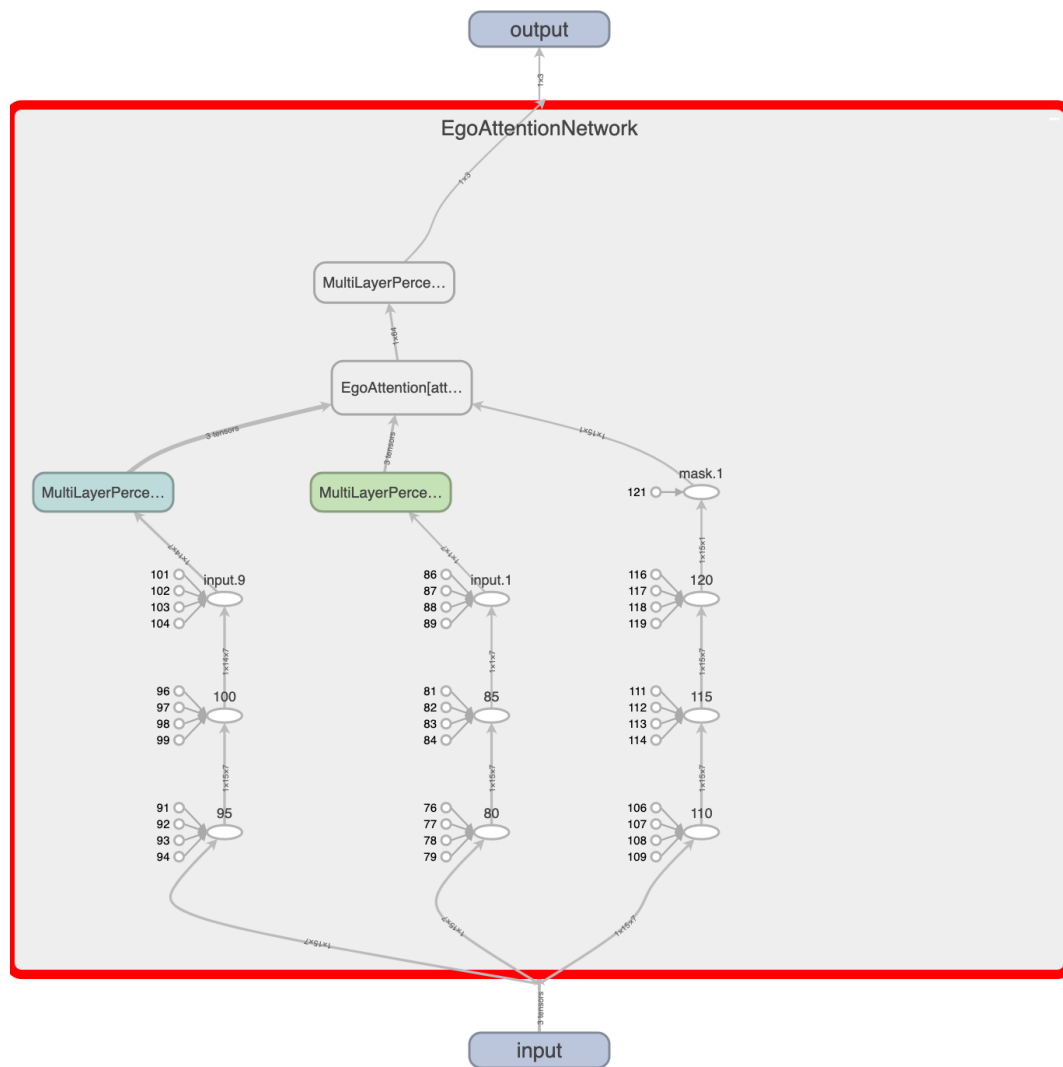 output
1x3
EgoAttentionNetwork
1x3
MultiLayerPerce...
1x64
EgoAttention[att...
3 tensors
3 tensors
1x15x1
MultiLayerPerce...
MultiLayerPerce...
mask.1
121
1x14x7
1x1x7
1x15x1
101
102
103
104
input.9
86
87
88
89
input.1
116
117
118
119
120
1x14x7
1x1x7
1x15x7
96
97
98
99
100
81
82
83
84
85
111
112
113
114
115
1x15x7
1x15x7
1x15x7
91
92
93
94
95
76
77
78
79
80
106
107
108
109
110
1x15x7
1x15x7
1x15x7
3 tensors
input